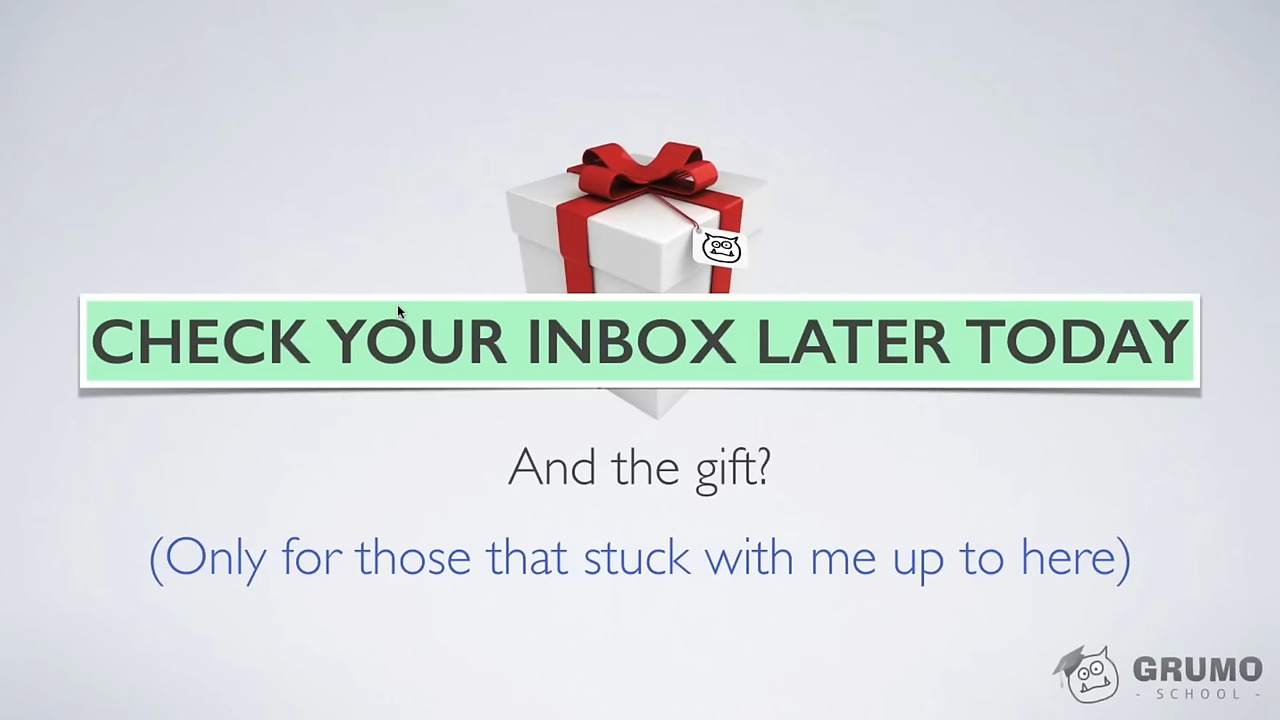 CHECK YOUR INBOX LATER TODAY
And the gift?
(Only for those that stuck with me up to here)
GRUMO
- SCHOOL -